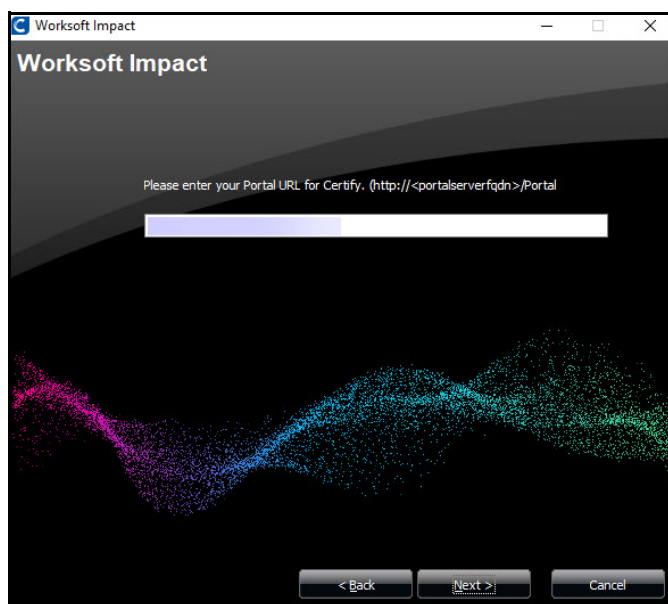 Worksoft Impact
Worksoft Impact
Please enter your Portal URL for Certify. (http://<portalserverfqdn>/Portal
< Back
Next >
Cancel